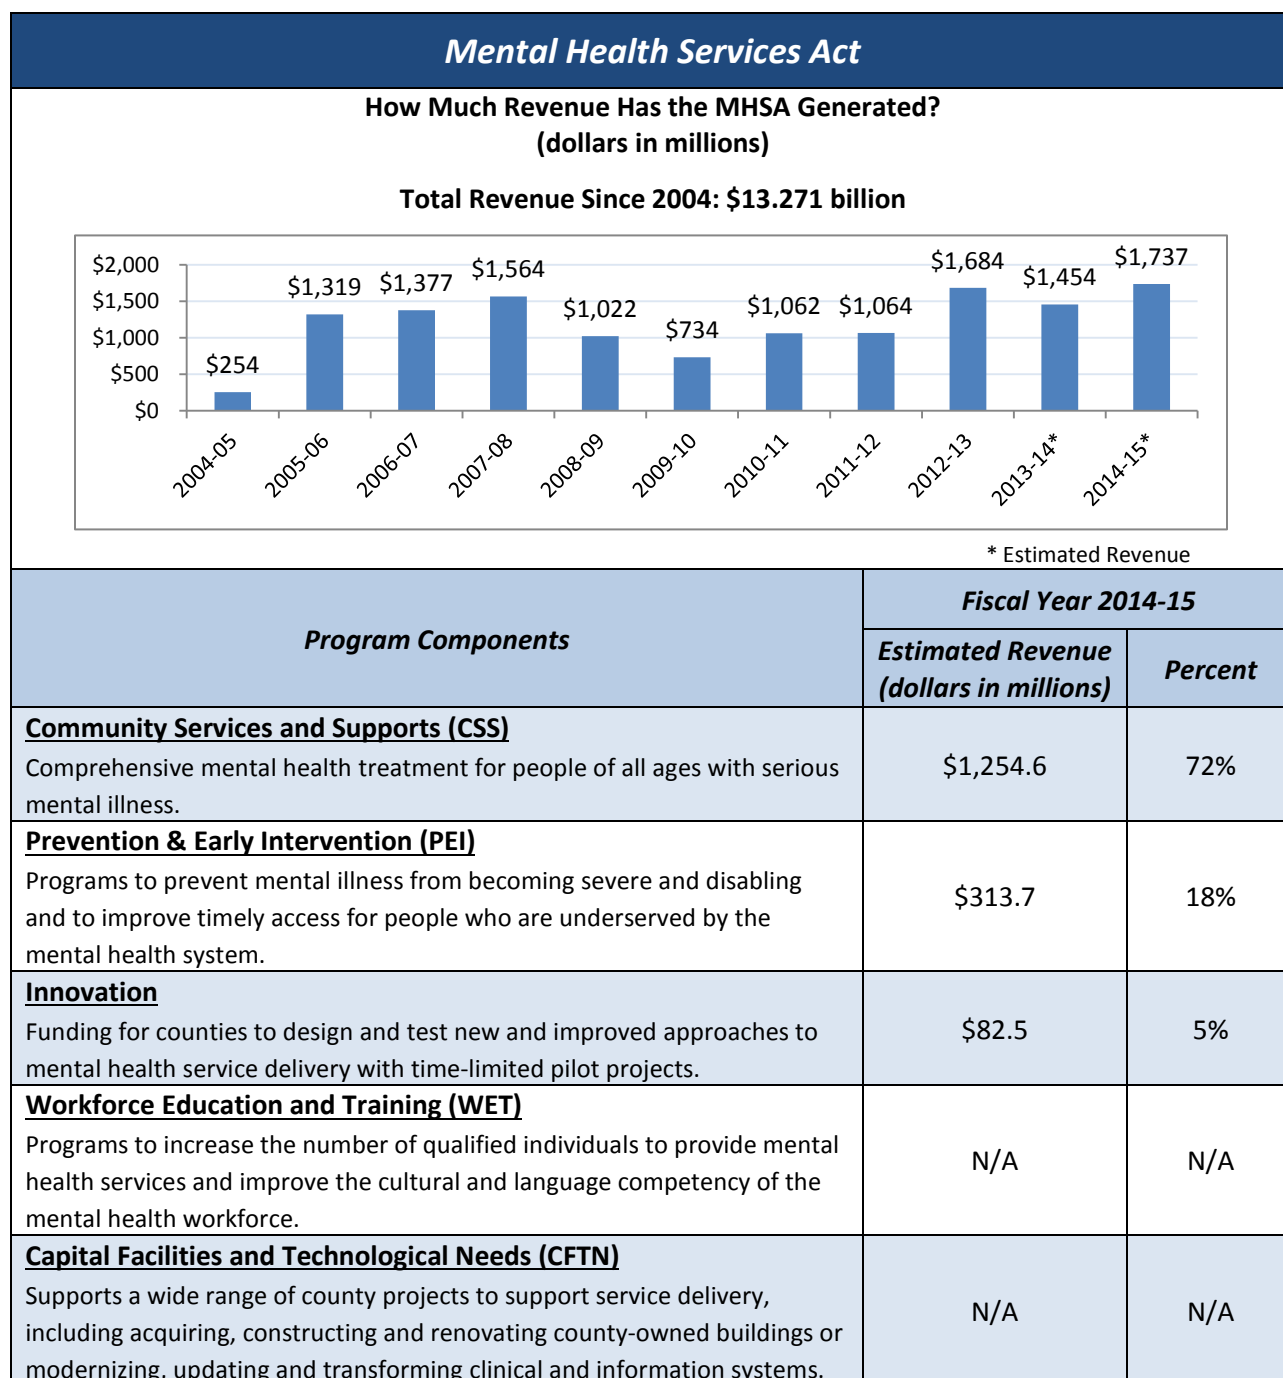 Mental Health Services Act
How Much Revenue Has the MHSA Generated?
(dollars in millions)
Total Revenue Since 2004: $13.271 billion
$2,000
$1,500
$1,000
$500
$0
$254
$1,319
$1,377
$1,564
$1,022
$734
$1,062
$1,064
$1,684
$1,454
$1,737
2004-05
2005-06
2006-07
2007-08
2008-09
2009-10
2010-11
2011-12
2012-13
2013-14*
2014-15*
* Estimated Revenue
Program Components
Fiscal Year 2014-15
Estimated Revenue
(dollars in millions)
Percent
Community Services and Supports (CSS)
Comprehensive mental health treatment for people of all ages with serious
mental illness.
$1,254.6
72%
Prevention & Early Intervention (PEI)
Programs to prevent mental illness from becoming severe and disabling
and to improve timely access for people who are underserved by the
mental health system.
$313.7
18%
Innovation
Funding for counties to design and test new and improved approaches to
mental health service delivery with time-limited pilot projects.
$82.5
5%
Workforce Education and Training (WET)
Programs to increase the number of qualified individuals to provide mental
health services and improve the cultural and language competency of the
mental health workforce.
N/A
N/A
Capital Facilities and Technological Needs (CFTN)
Supports a wide range of county projects to support service delivery,
including acquiring, constructing and renovating county-owned buildings or
modernizing, updating and transforming clinical and information systems.
N/A
N/A